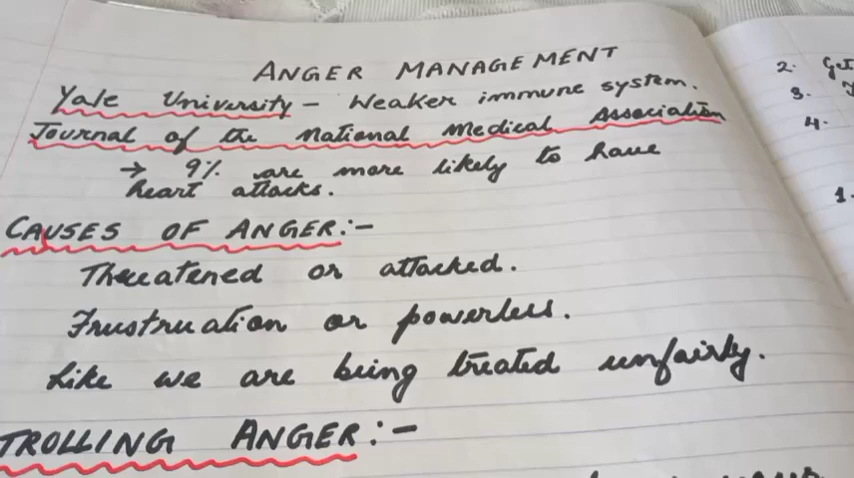 ANGER MANAGEMENT
Yale University – Weaker immune system.
Journal of the National Medical Association
→ 9% are more likely to have
heart attacks.
CAUSES OF ANGER:-
Threatened or attacked.
Frustruation or powerless.
Like we are being treated unfairly.
TROLLING ANGER:-
2. Get
3.
4.
1.